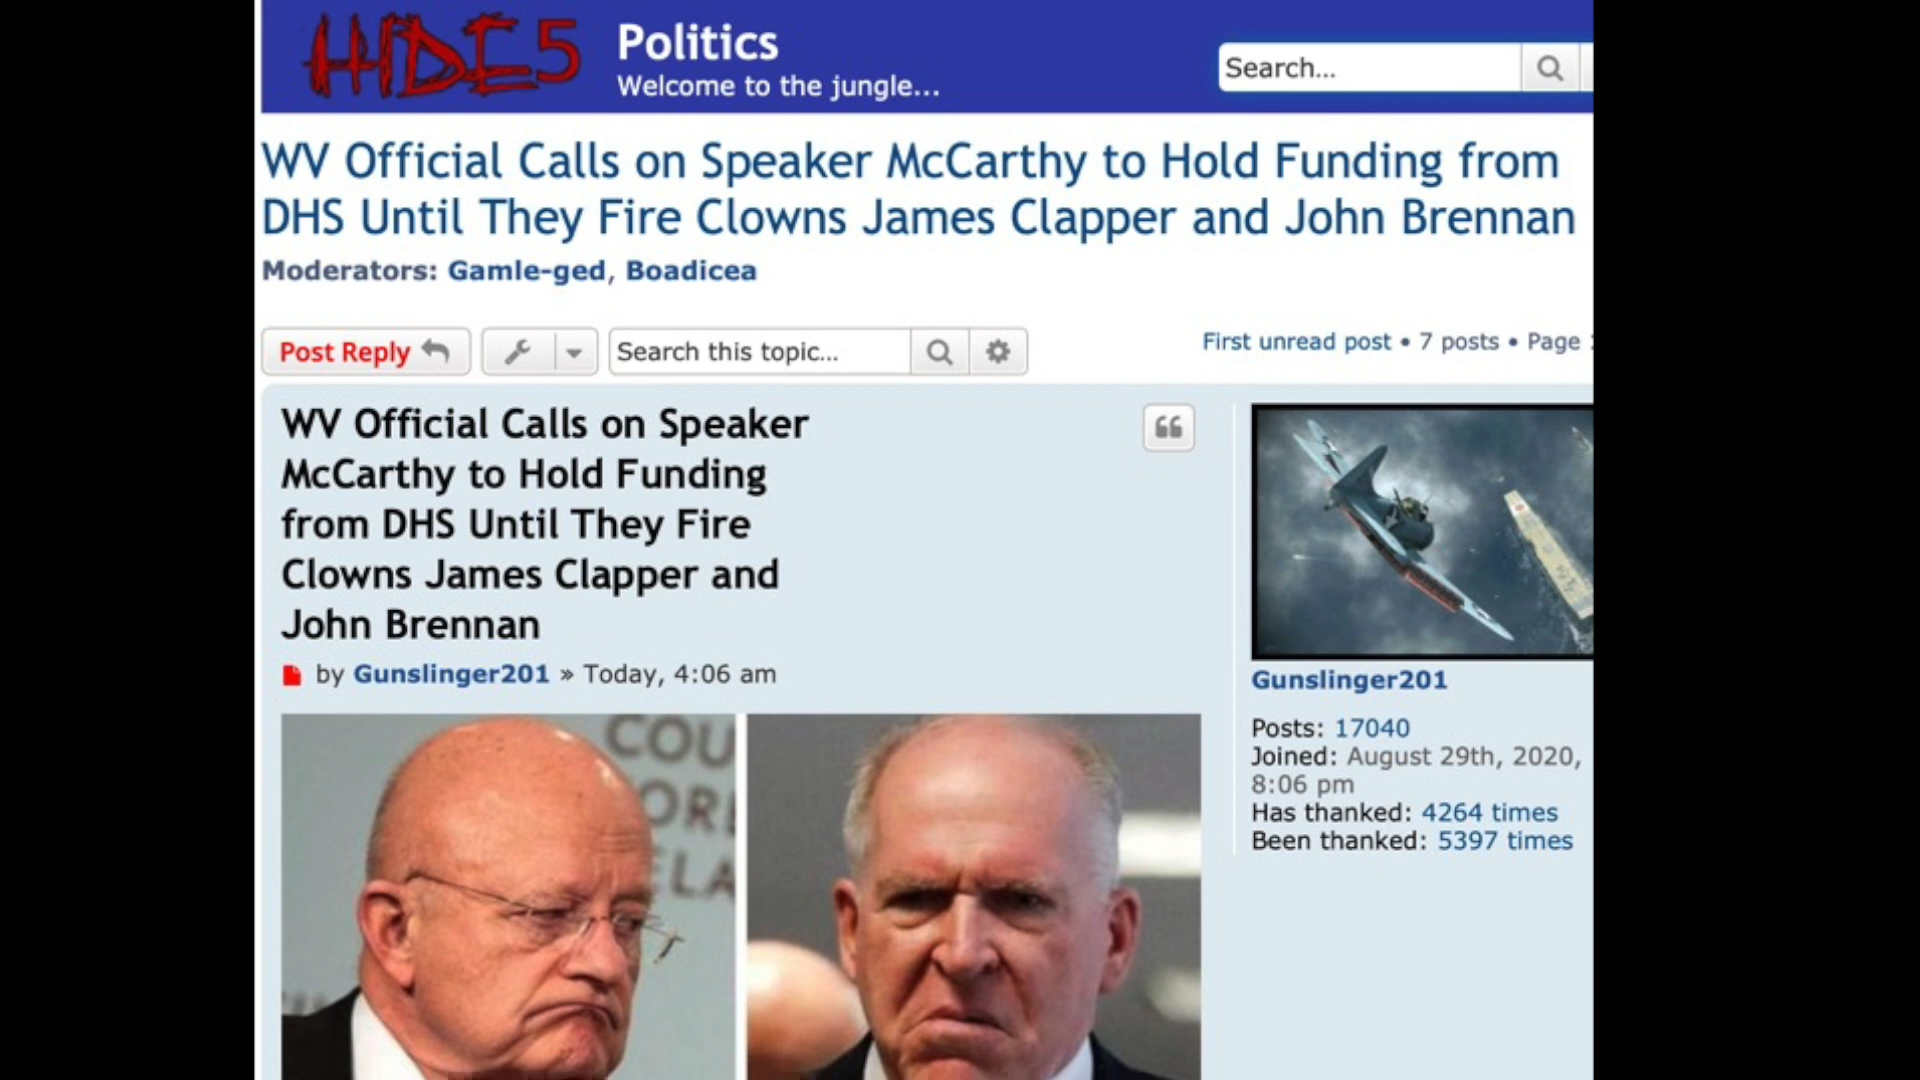 HIDE5
Politics
Welcome to the jungle...
Search...
WV Official Calls on Speaker McCarthy to Hold Funding from
DHS Until They Fire Clowns James Clapper and John Brennan
Moderators: Gamle-ged, Boadicea
Post Reply
Search this topic...
First unread post • 7 posts • Page
WV Official Calls on Speaker
McCarthy to Hold Funding
from DHS Until They Fire
Clowns James Clapper and
John Brennan
by Gunslinger201 » Today, 4:06 am
Gunslinger201
Posts: 17040
Joined: August 29th, 2020,
8:06 pm
Has thanked: 4264 times
Been thanked: 5397 times
COU
ORE
ELA